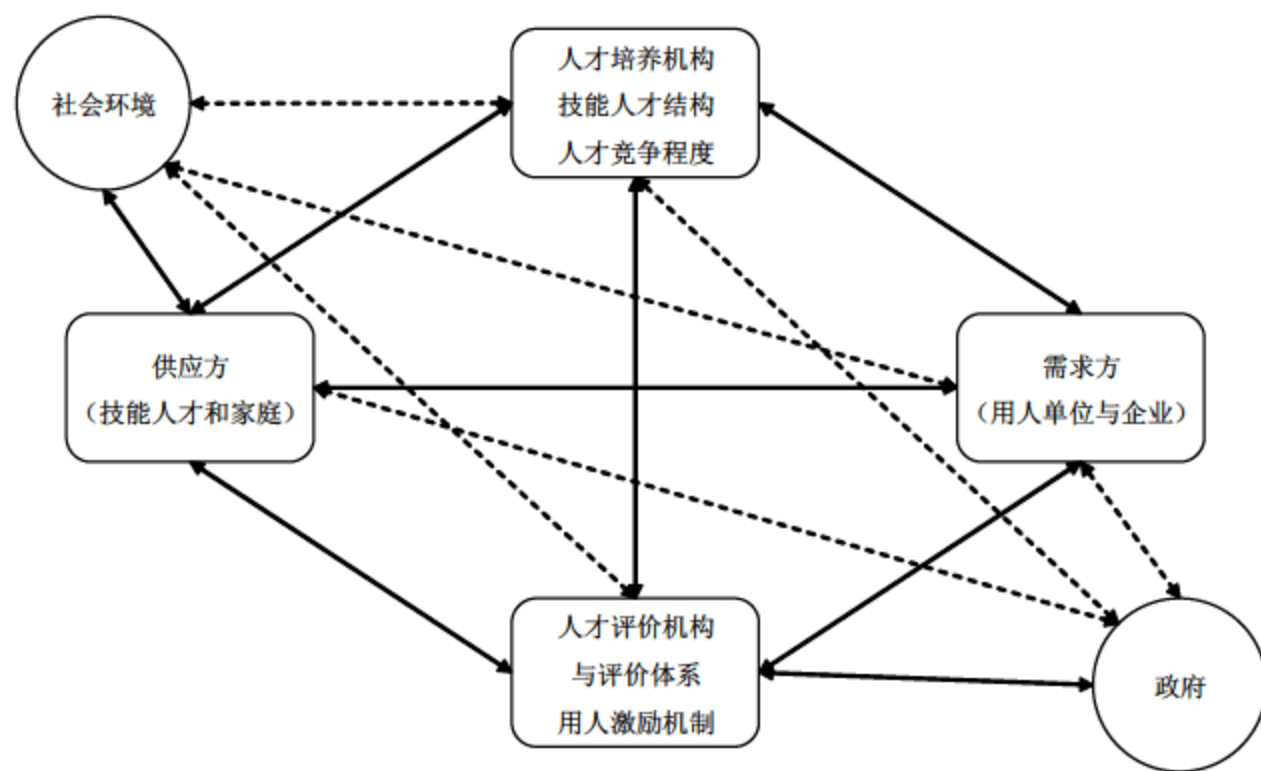 社会环境
人才培养机构
技能人才结构
人才竞争程度
供应方
（技能人才和家庭）
需求方
（用人单位与企业）
人才评价机构
与评价体系
用人激励机制
政府